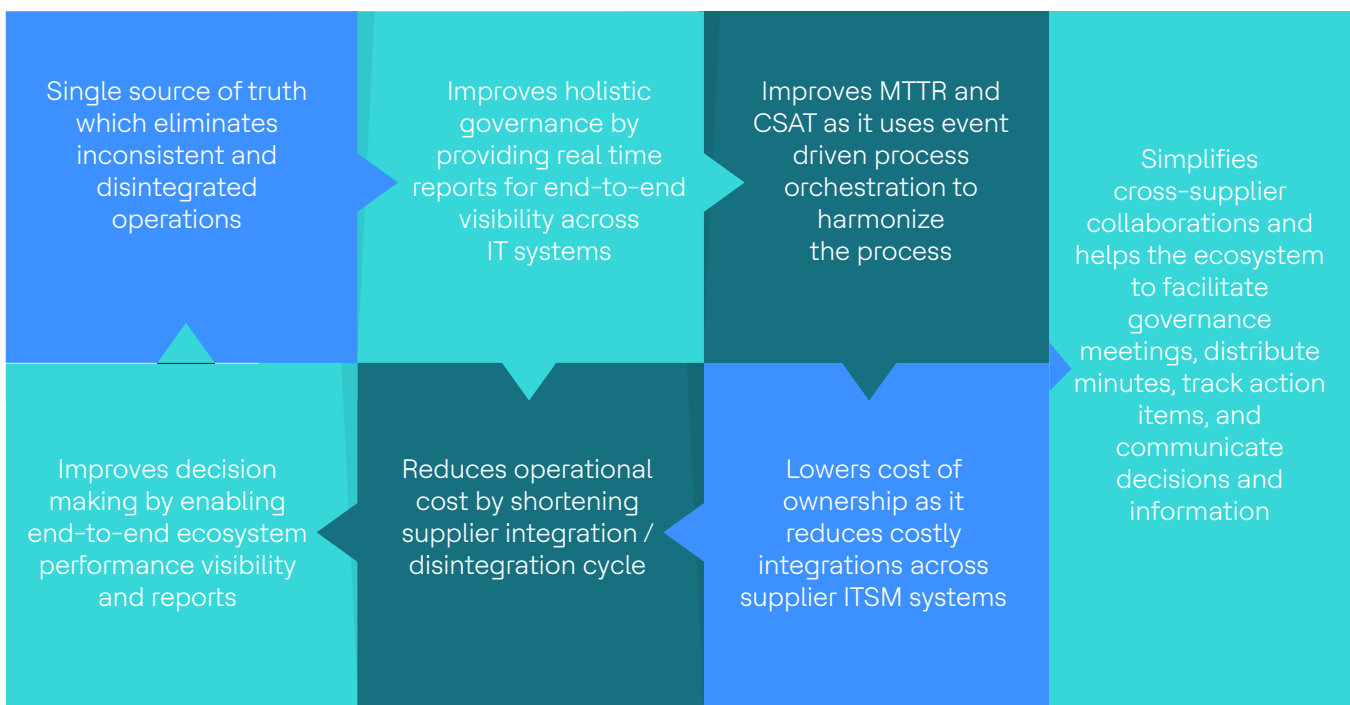 Single source of truth
which eliminates
inconsistent and
disintegrated
operations
Improves holistic
governance by
providing real time
reports for end-to-end
visibility across
IT systems
Improves MTTR and
CSAT as it uses event
driven process
orchestration to
harmonize
the process
Simplifies
cross-supplier
collaborations and
helps the ecosystem
to facilitate
governance
meetings, distribute
minutes, track action
items, and
communicate
decisions and
information
Improves decision
making by enabling
end-to-end ecosystem
performance visibility
and reports
Reduces operational
cost by shortening
supplier integration /
disintegration cycle
Lowers cost of
ownership as it
reduces costly
integrations across
supplier ITSM systems